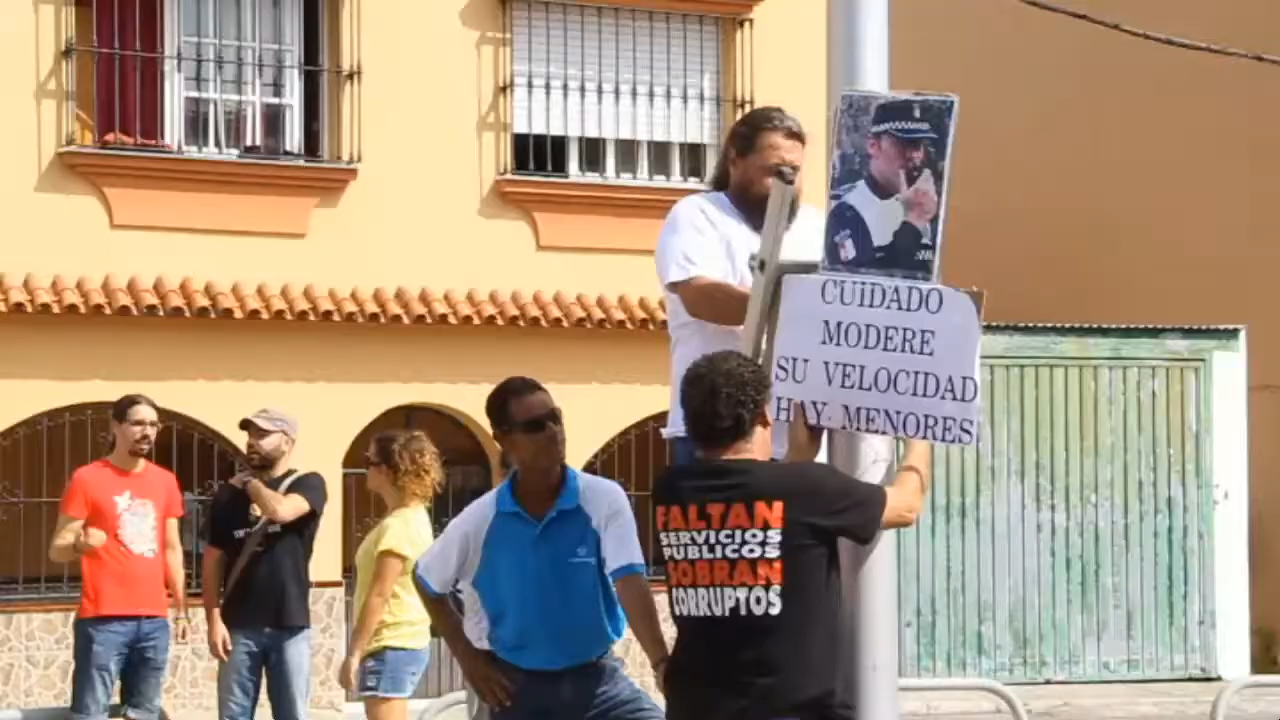 CUIDADO
MODERE
SU VELOCIDAD
HAY MENORES
FALTAN
SERVICIOS
PUBLICOS
SOBRAN
CORRUPTOS